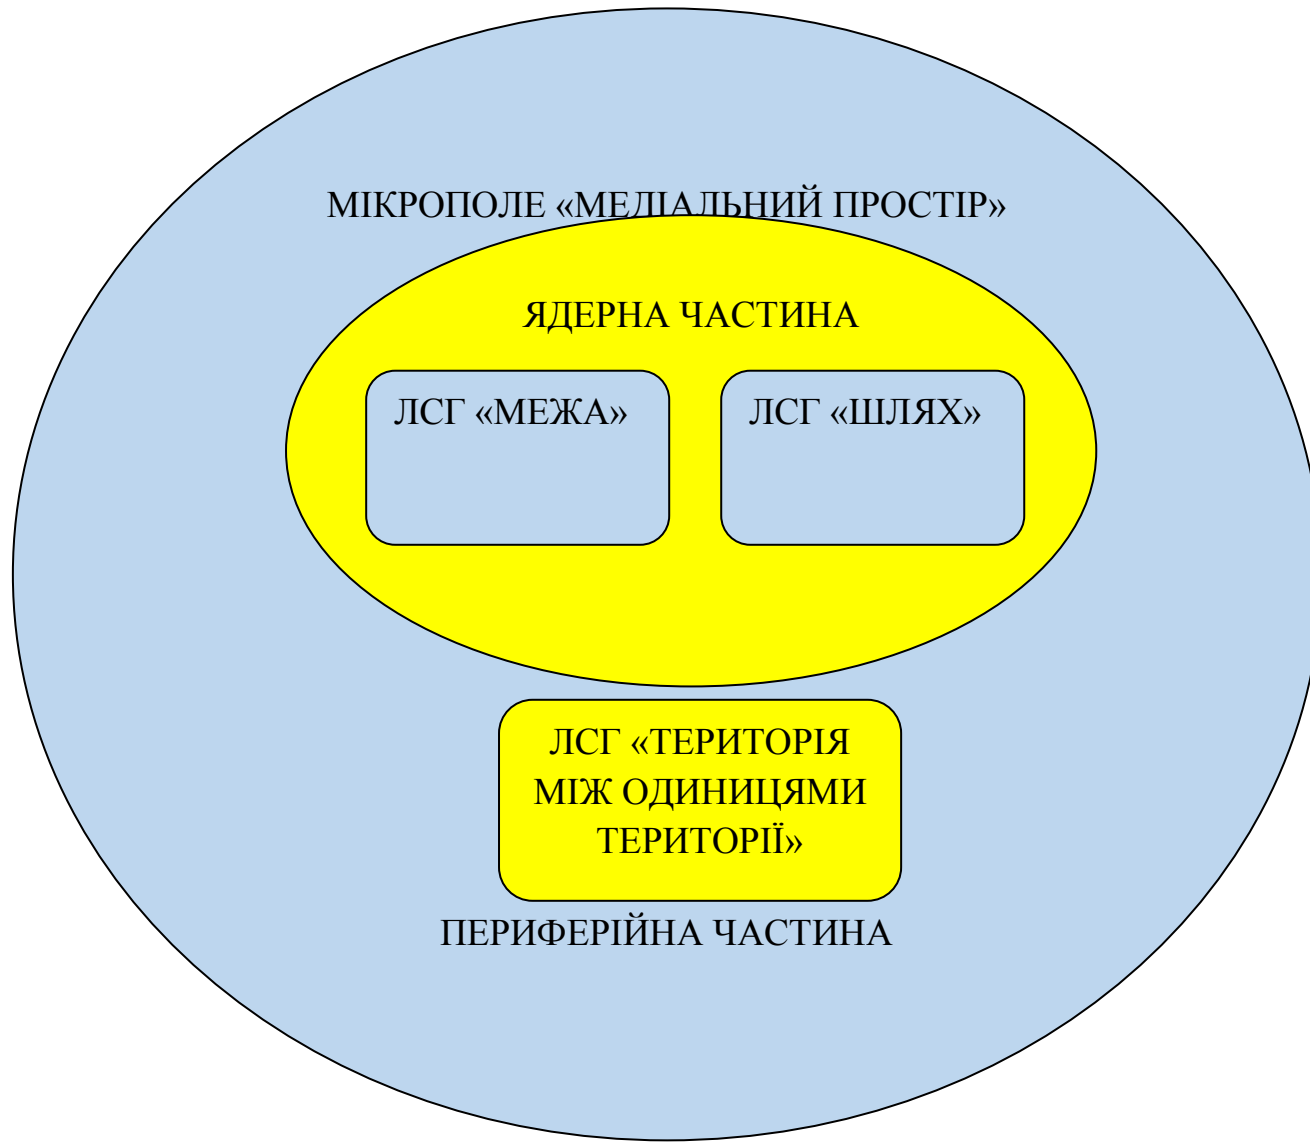 МІКРОПОЛЕ «МЕДІАЛЬНИЙ ПРОСТІР»
ЯДЕРНА ЧАСТИНА
ЛСГ «МЕЖА»
ЛСГ «ШЛЯХ»
ЛСГ «ТЕРИТОРІЯ
МІЖ ОДИНИЦЯМИ
ТЕРИТОРІЇ»
ПЕРИФЕРІЙНА ЧАСТИНА